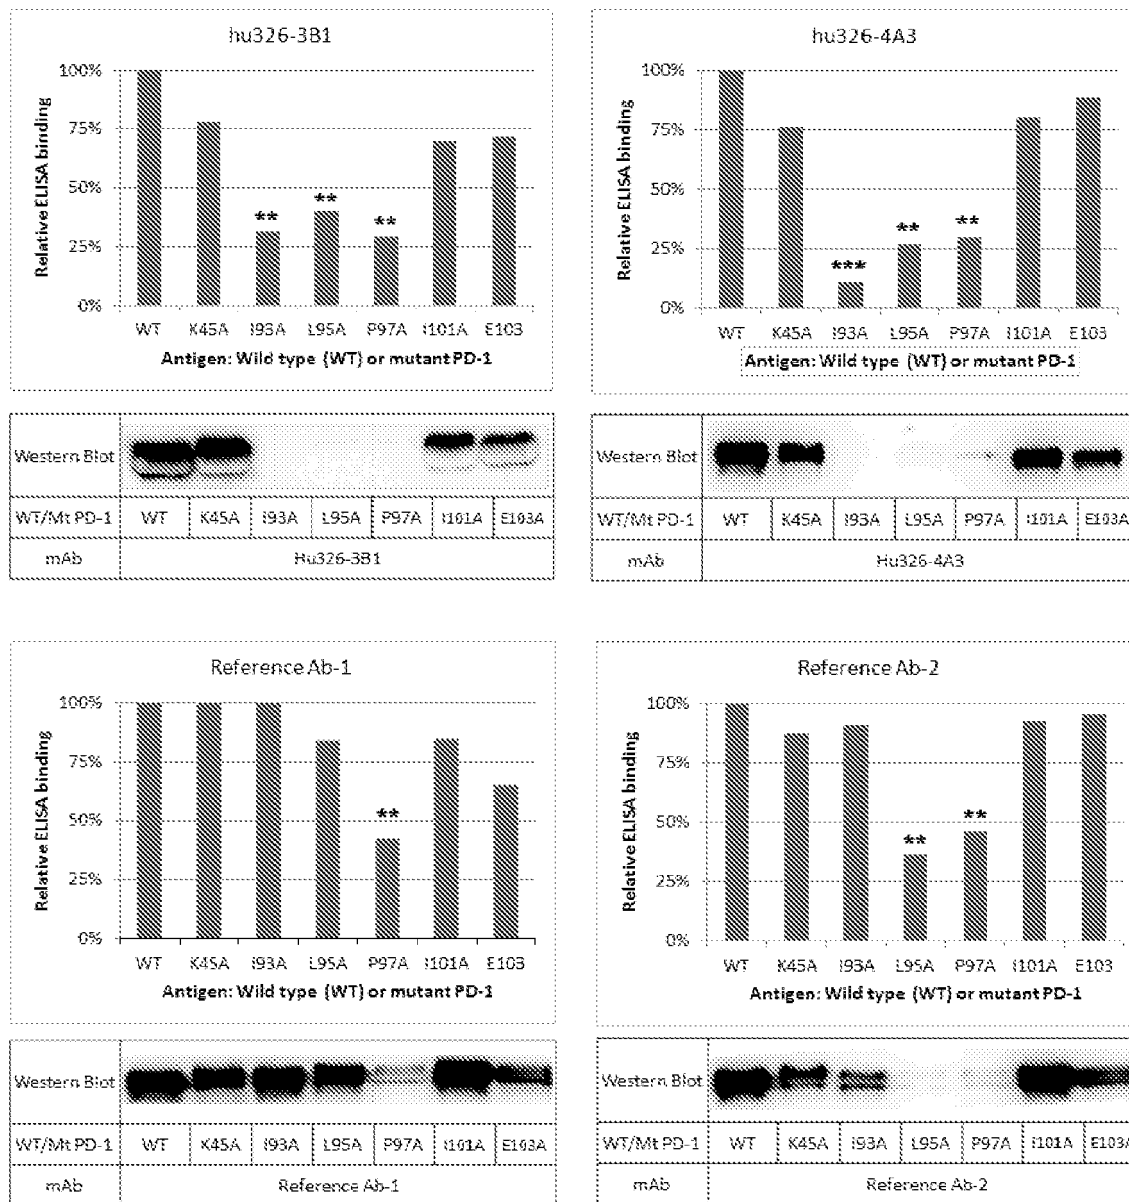 hu326-3B1
Relative ELISA binding
100%
75%
50%
25%
0%
** ** **
WT K45A I93A L95A P97A I101A E103
Antigen: Wild type (WT) or mutant PD-1
Western Blot
WT/Mt PD-1 WT K45A I93A L95A P97A I101A E103A
mAb Hu326-3B1
hu326-4A3
Relative ELISA binding
100%
75%
50%
25%
0%
*** ** **
WT K45A I93A L95A P97A I101A E103
Antigen: Wild type (WT) or mutant PD-1
Western Blot
WT/Mt PD-1 WT K45A I93A L95A P97A I101A E103A
mAb Hu326-4A3
Reference Ab-1
Relative ELISA binding
100%
75%
50%
25%
0%
**
WT K45A I93A L95A P97A I101A E103
Antigen: Wild type (WT) or mutant PD-1
Western Blot
WT/Mt PD-1 WT K45A I93A L95A P97A I101A E103A
mAb Reference Ab-1
Reference Ab-2
Relative ELISA binding
100%
75%
50%
25%
0%
** **
WT K45A I93A L95A P97A I101A E103
Antigen: Wild type (WT) or mutant PD-1
Western Blot
WT/Mt PD-1 WT K45A I93A L95A P97A I101A E103A
mAb Reference Ab-2